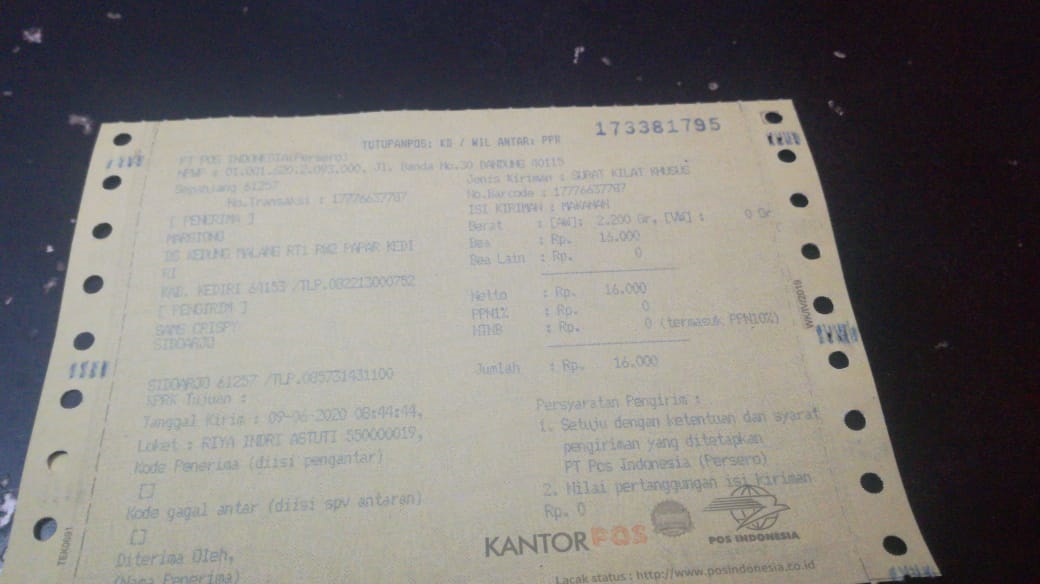 173381795
TUTUPANPOS: KD / WIL ANTAR: PPR
PT POS INDONESIA(Persero)
NPWP : 01.001.620.2.093.000, Jl. Banda No.30 BANDUNG 40115
Sepanjang 61257
No.Transaksi : 17776637787
[ PENERIMA ]
MARGIONO
DS KEDUNG MALANG RT1 RW2 PAPAR KEDI
RI
KAB. KEDIRI 64153 /TLP.082213000752
[ PENGIRIM ]
SAMS CRISPY
SIDOARJO
SIDOARJO 61257 /TLP.085731431100
KPRK Tujuan :
Tanggal Kirim : 09-06-2020 08:44:44,
Loket : RIYA INDRI ASTUTI 550000019,
Kode Penerima (diisi pengantar)
[]
Kode gagal antar (diisi spv antaran)
[]
Diterima Oleh,
(Nama Penerima)
Jenis Kiriman : SURAT KILAT KHUSUS
No.Barcode : 17776637787
ISI KIRIMAN : MAKANAN
Berat : [AW]: 2.200 Gr, [VW] : 0 Gr
Bea : Rp. 16.000
Bea Lain : Rp. 0
Netto : Rp. 16.000
PPN1% : Rp. 0
HTNB : Rp. 0 (termasuk PPN10%)
Jumlah : Rp. 16.000
Persyaratan Pengirim :
1. Setuju dengan ketentuan dan syarat
pengiriman yang ditetapkan
PT Pos Indonesia (Persero)
2. Nilai pertanggungan isi kiriman
Rp. 0
KANTORPOS
POS INDONESIA
Lacak status : http://www.posindonesia.co.id
WK/IV/2019
TEK0691